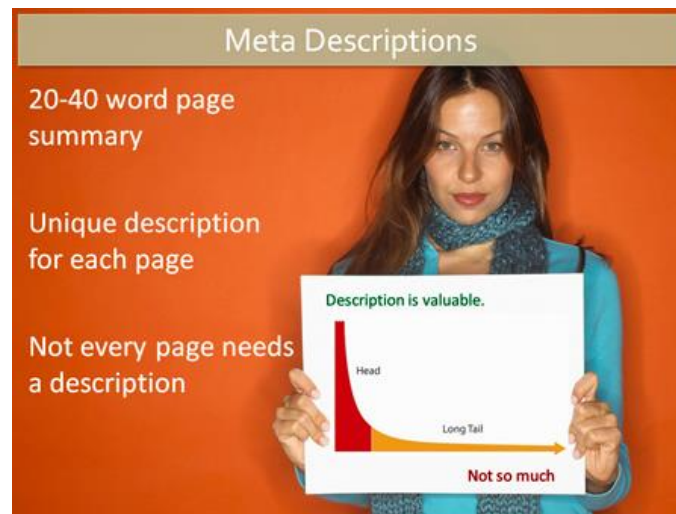 Meta Descriptions
20-40 word page
summary
Unique description
for each page
Not every page needs
a description
Description is valuable.
Head
Long Tail
Not so much